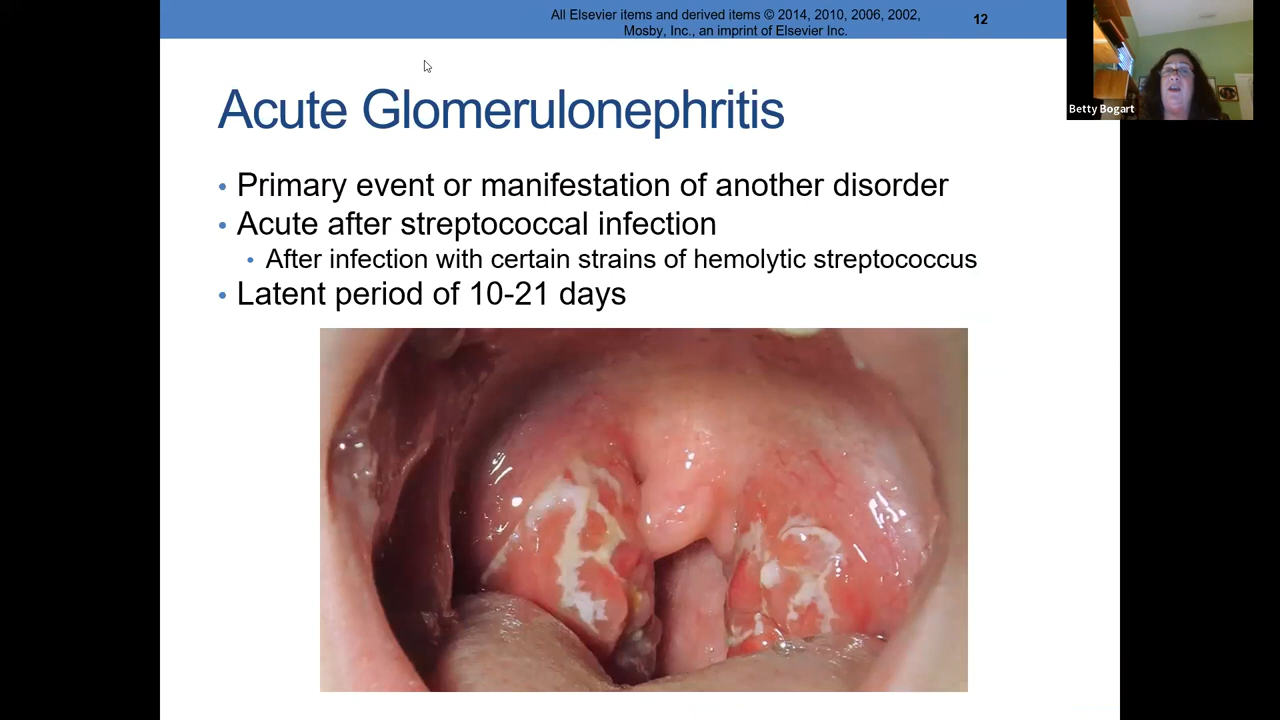 All Elsevier items and derived items © 2014, 2010, 2006, 2002,
Mosby, Inc., an imprint of Elsevier Inc.
12
Betty Bogart
Acute Glomerulonephritis
• Primary event or manifestation of another disorder
• Acute after streptococcal infection
• After infection with certain strains of hemolytic streptococcus
• Latent period of 10-21 days